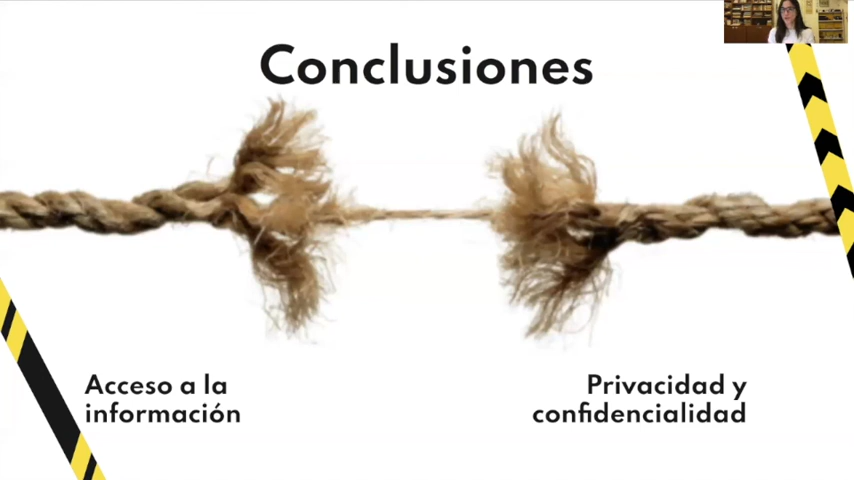 Conclusiones
Acceso a la
información
Privacidad y
confidencialidad